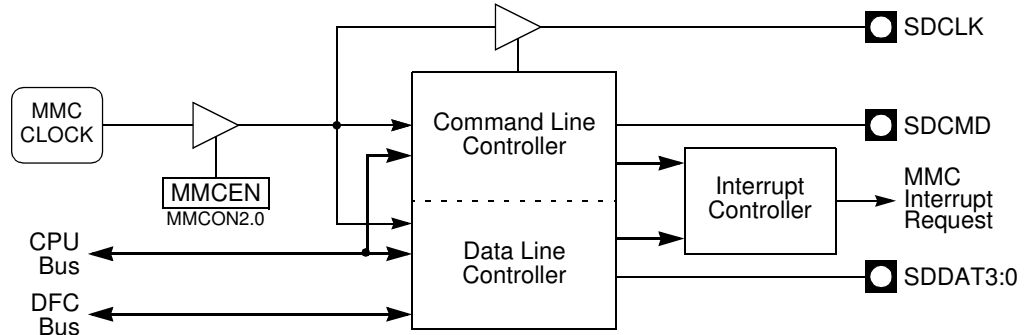 SDCLK
MMC
CLOCK
Command Line
Controller
SDCMD
MMCEN
MMCON2.0
Interrupt
Controller
MMC
Interrupt
Request
CPU
Bus
Data Line
Controller
SDDAT3:0
DFC
Bus